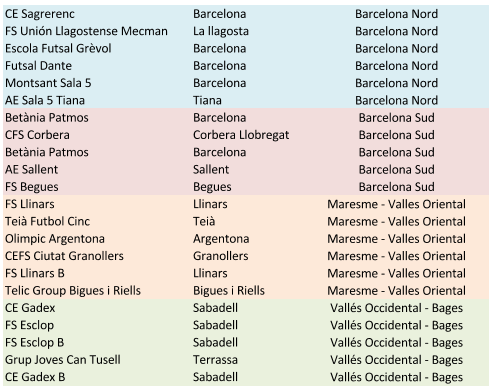 CE Sagrerenc Barcelona Barcelona Nord
FS Unión Llagostense Mecman La llagosta Barcelona Nord
Escola Futsal Grèvol Barcelona Barcelona Nord
Futsal Dante Barcelona Barcelona Nord
Montsant Sala 5 Barcelona Barcelona Nord
AE Sala 5 Tiana Tiana Barcelona Nord
Betània Patmos Barcelona Barcelona Sud
CFS Corbera Corbera Llobregat Barcelona Sud
Betània Patmos Barcelona Barcelona Sud
AE Sallent Sallent Barcelona Sud
FS Begues Begues Barcelona Sud
FS Llinars Llinars Maresme - Valles Oriental
Teià Futbol Cinc Teià Maresme - Valles Oriental
Olimpic Argentona Argentona Maresme - Valles Oriental
CEFS Ciutat Granollers Granollers Maresme - Valles Oriental
FS Llinars B Llinars Maresme - Valles Oriental
Telic Group Bigues i Riells Bigues i Riells Maresme - Valles Oriental
CE Gadex Sabadell Vallés Occidental - Bages
FS Esclop Sabadell Vallés Occidental - Bages
FS Esclop B Sabadell Vallés Occidental - Bages
Grup Joves Can Tusell Terrassa Vallés Occidental - Bages
CE Gadex B Sabadell Vallés Occidental - Bages